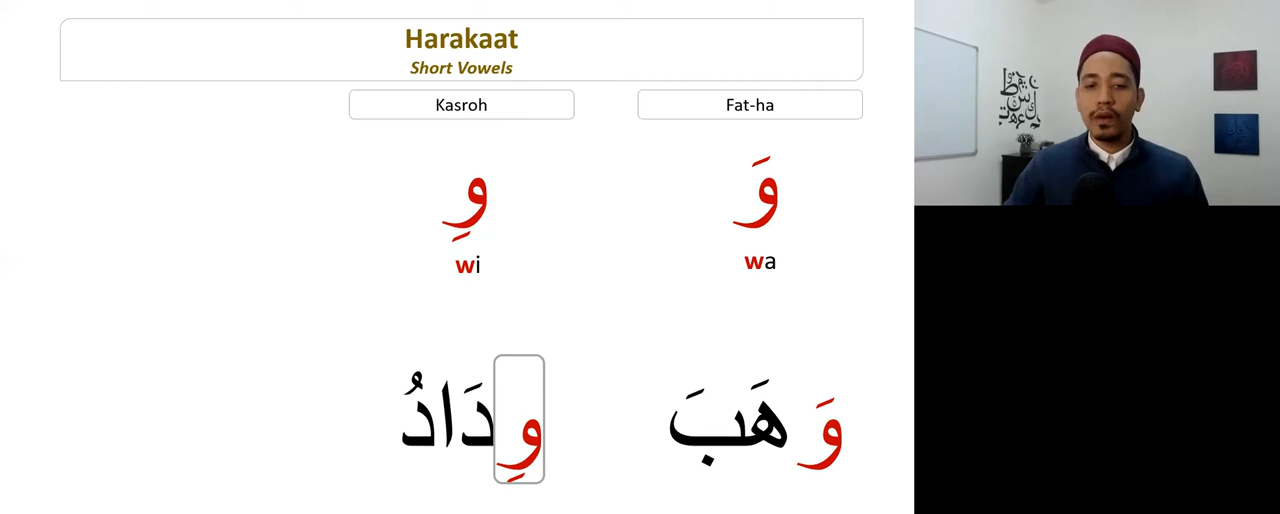 Harakaat
Short Vowels
Fat-ha
Kasroh
وَ
وِ
wa
wi
وَهَبَ
وِدَادُ